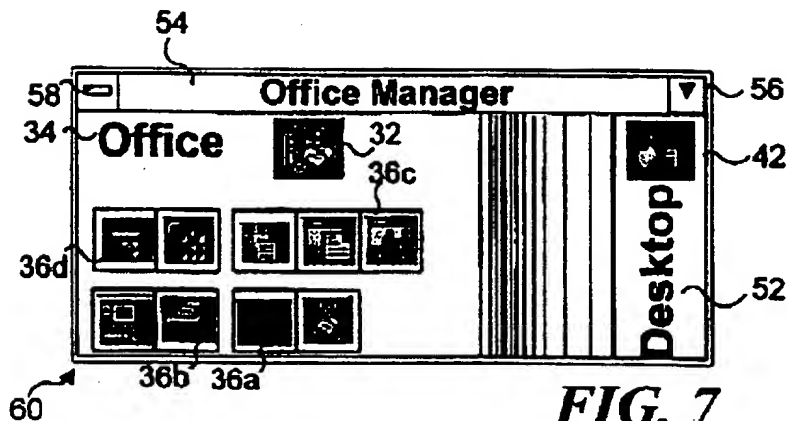 54
58 Office Manager 56
34 Office 32 42
36c
36d
Desktop 52
36b 36a
60
FIG. 7